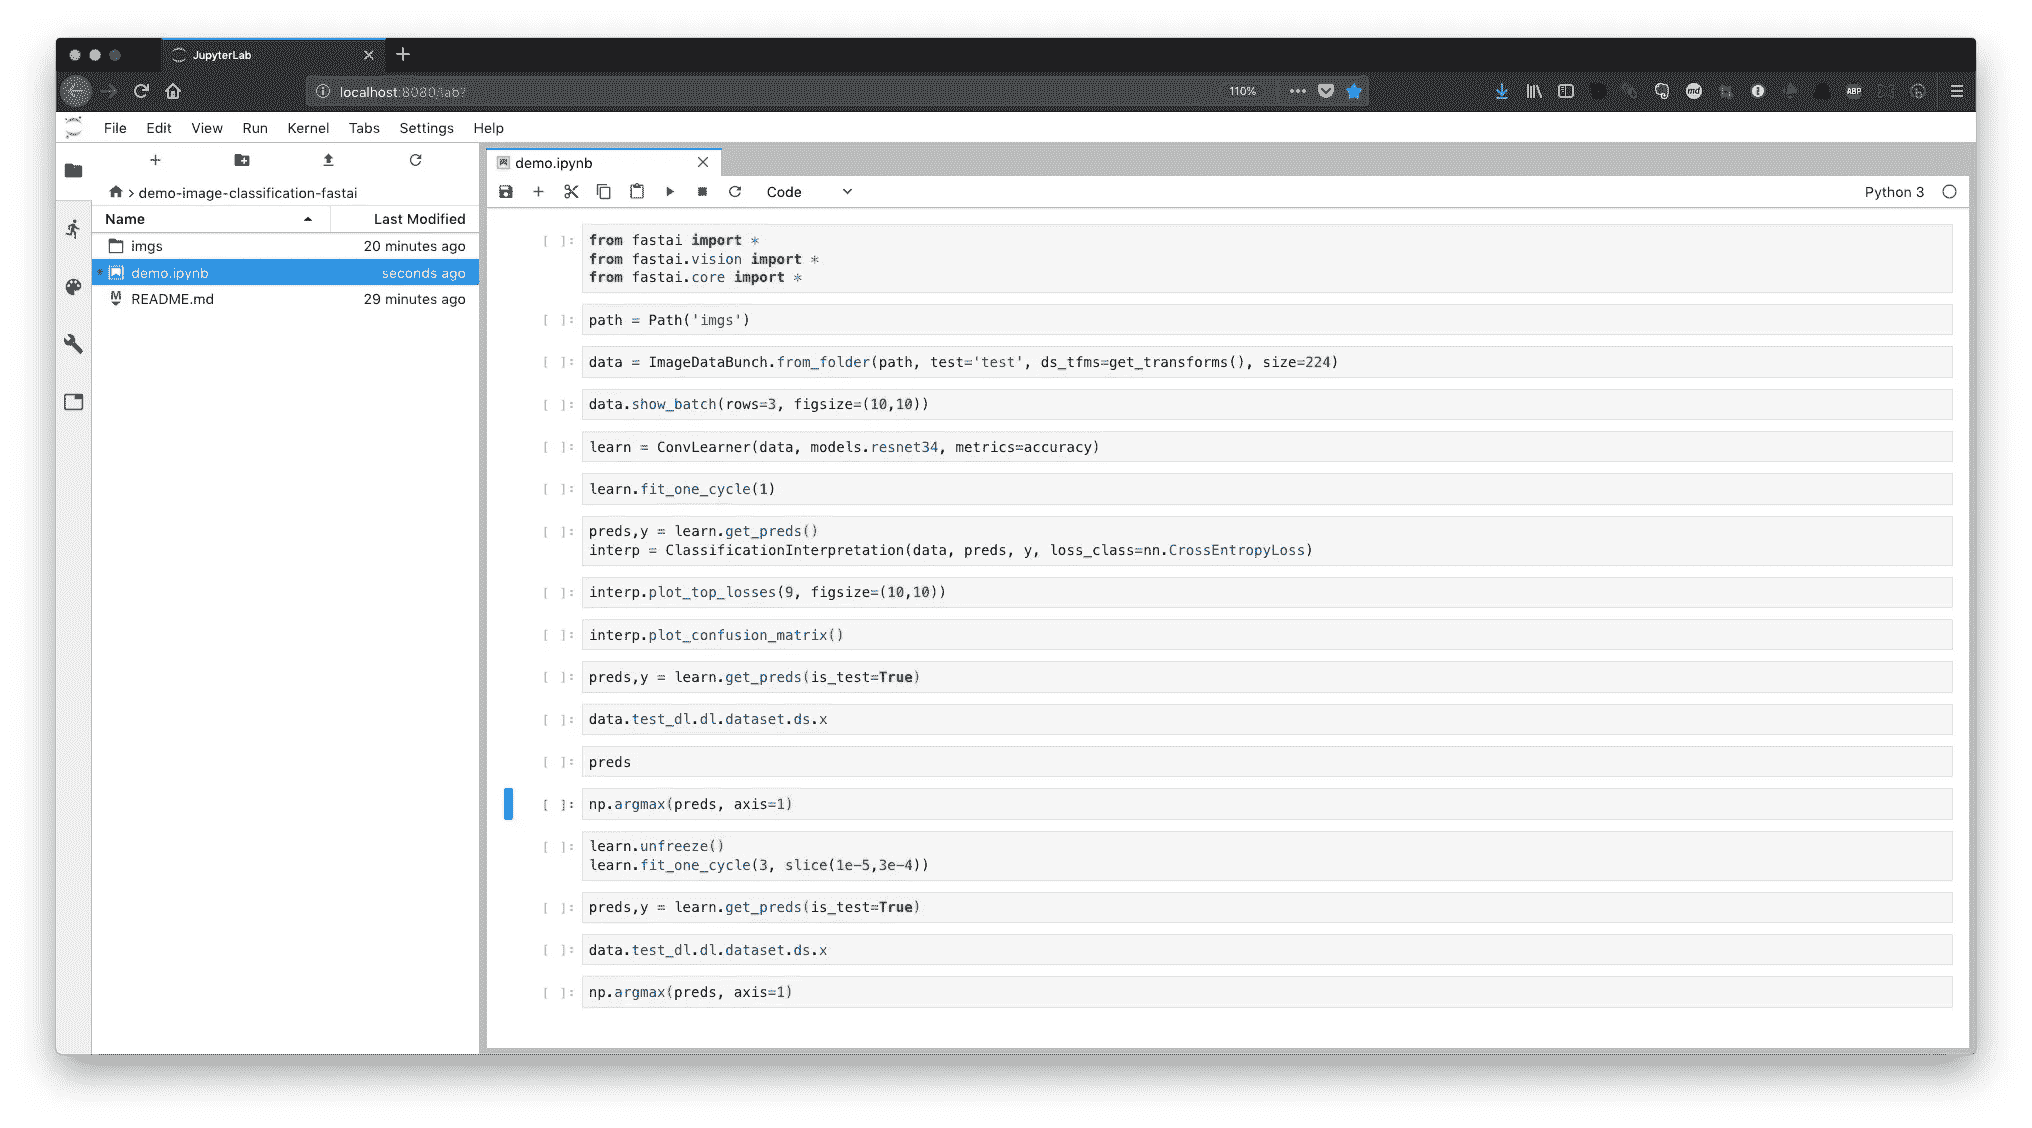 JupyterLab
localhost:8080/lab?
110%
md
ABP
File Edit View Run Kernel Tabs Settings Help
demo-image-classification-fastai
Name Last Modified
imgs 20 minutes ago
demo.ipynb seconds ago
README.md 29 minutes ago
demo.ipynb
Code
Python 3
[ ]: from fastai import *
from fastai.vision import *
from fastai.core import *
[ ]: path = Path('imgs')
[ ]: data = ImageDataBunch.from_folder(path, test='test', ds_tfms=get_transforms(), size=224)
[ ]: data.show_batch(rows=3, figsize=(10,10))
[ ]: learn = ConvLearner(data, models.resnet34, metrics=accuracy)
[ ]: learn.fit_one_cycle(1)
[ ]: preds,y = learn.get_preds()
interp = ClassificationInterpretation(data, preds, y, loss_class=nn.CrossEntropyLoss)
[ ]: interp.plot_top_losses(9, figsize=(10,10))
[ ]: interp.plot_confusion_matrix()
[ ]: preds,y = learn.get_preds(is_test=True)
[ ]: data.test_dl.dl.dataset.ds.x
[ ]: preds
[ ]: np.argmax(preds, axis=1)
[ ]: learn.unfreeze()
learn.fit_one_cycle(3, slice(1e-5,3e-4))
[ ]: preds,y = learn.get_preds(is_test=True)
[ ]: data.test_dl.dl.dataset.ds.x
[ ]: np.argmax(preds, axis=1)